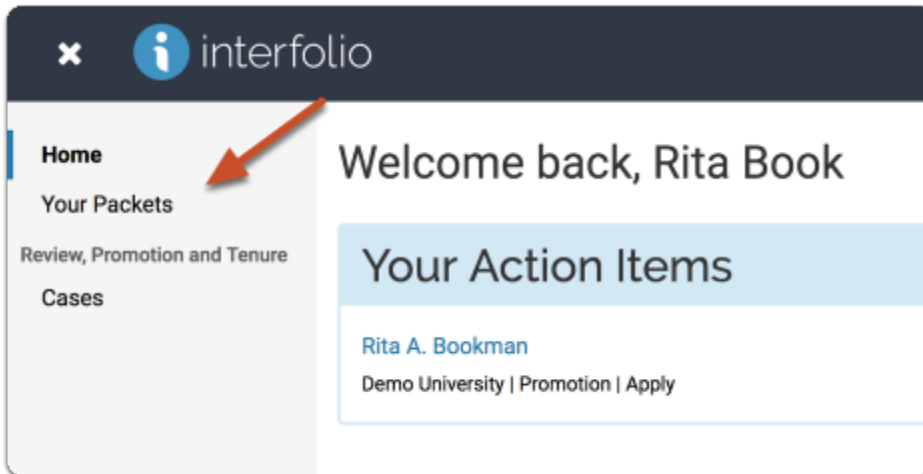 interfolio
Home
Your Packets
Review, Promotion and Tenure
Cases
Welcome back, Rita Book
Your Action Items
Rita A. Bookman
Demo University | Promotion | Apply